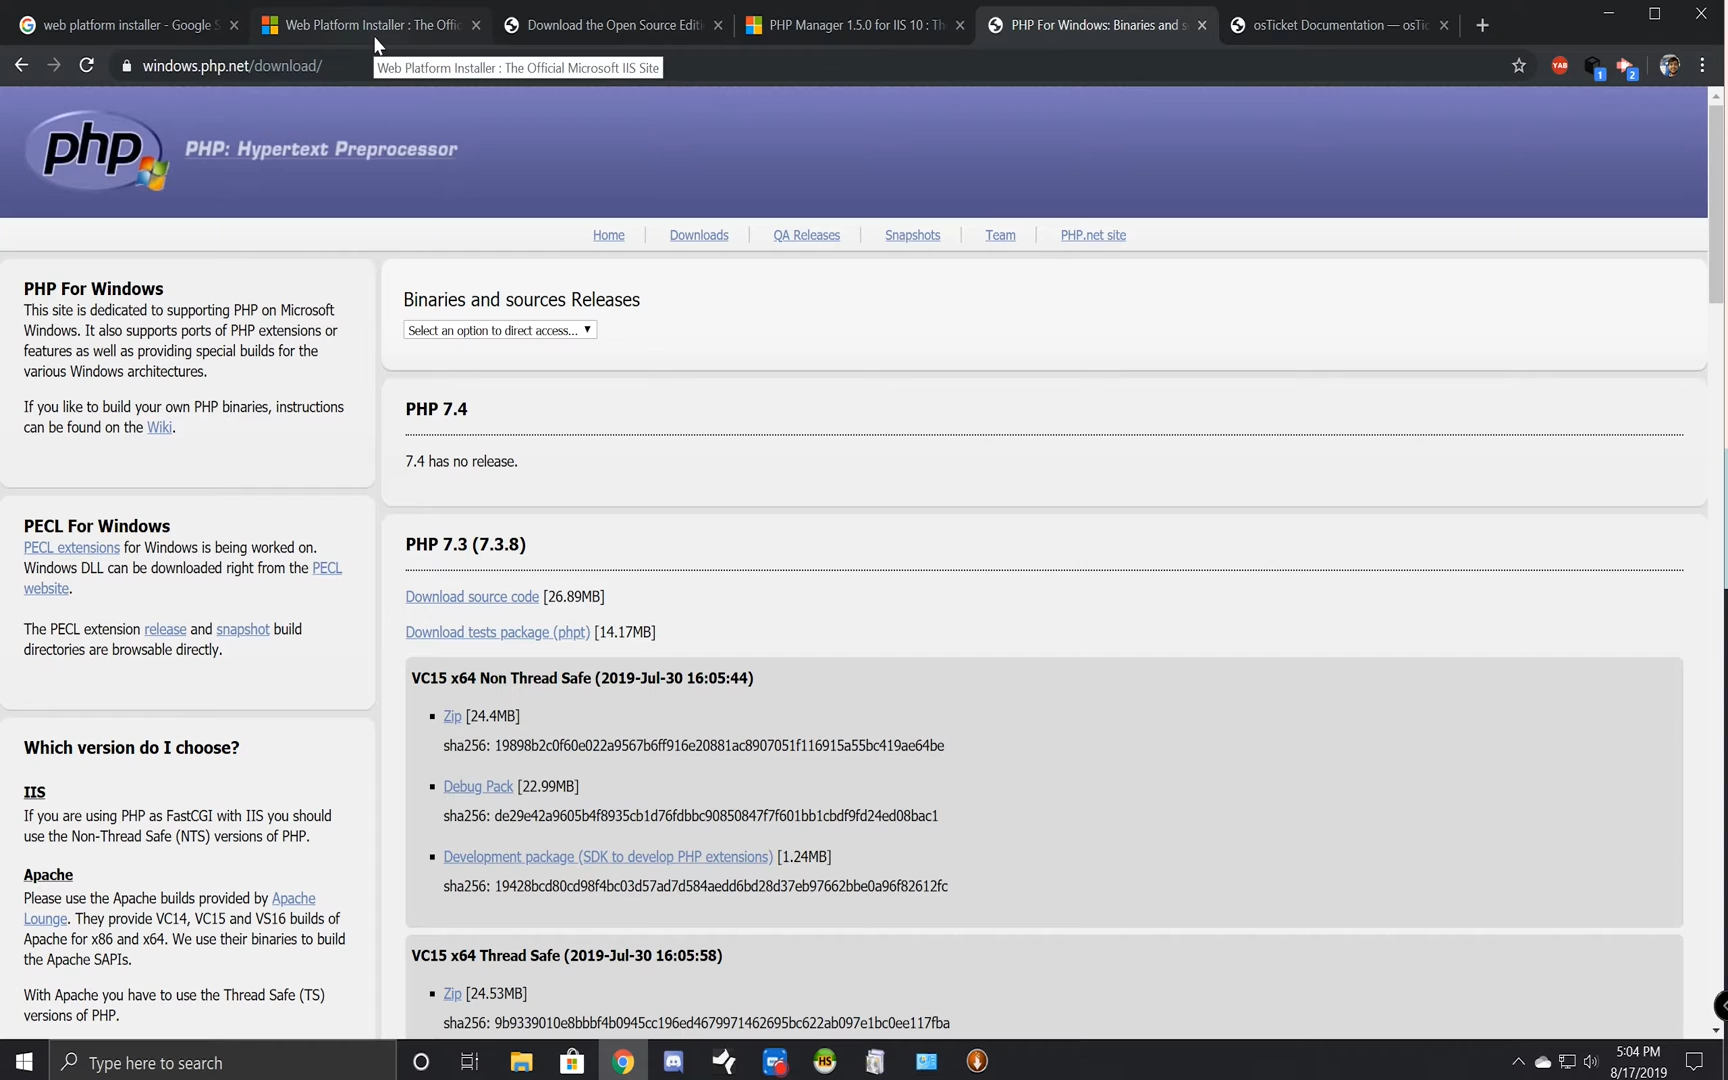 web platform installer - Google S
Web Platform Installer : The Offic
Download the Open Source Editi
PHP Manager 1.5.0 for IIS 10 : Th
PHP For Windows: Binaries and s
osTicket Documentation — osTic
windows.php.net/download/
Web Platform Installer : The Official Microsoft IIS Site
YAB
1
2
php
PHP: Hypertext Preprocessor
Home
Downloads
QA Releases
Snapshots
Team
PHP.net site
PHP For Windows
This site is dedicated to supporting PHP on Microsoft
Windows. It also supports ports of PHP extensions or
features as well as providing special builds for the
various Windows architectures.
If you like to build your own PHP binaries, instructions
can be found on the Wiki.
PECL For Windows
PECL extensions for Windows is being worked on.
Windows DLL can be downloaded right from the PECL
website.
The PECL extension release and snapshot build
directories are browsable directly.
Which version do I choose?
IIS
If you are using PHP as FastCGI with IIS you should
use the Non-Thread Safe (NTS) versions of PHP.
Apache
Please use the Apache builds provided by Apache
Lounge. They provide VC14, VC15 and VS16 builds of
Apache for x86 and x64. We use their binaries to build
the Apache SAPIs.
With Apache you have to use the Thread Safe (TS)
versions of PHP.
Binaries and sources Releases
Select an option to direct access...
PHP 7.4
7.4 has no release.
PHP 7.3 (7.3.8)
Download source code [26.89MB]
Download tests package (phpt) [14.17MB]
VC15 x64 Non Thread Safe (2019-Jul-30 16:05:44)
Zip [24.4MB]
sha256: 19898b2c0f60e022a9567b6ff916e20881ac8907051f116915a55bc419ae64be
Debug Pack [22.99MB]
sha256: de29e42a9605b4f8935cb1d76fdbbc90850847f7f601bb1cbdf9fd24ed08bac1
Development package (SDK to develop PHP extensions) [1.24MB]
sha256: 19428bcd80cd98f4bc03d57ad7d584aedd6bd28d37eb97662bbe0a96f82612fc
VC15 x64 Thread Safe (2019-Jul-30 16:05:58)
Zip [24.53MB]
sha256: 9b9339010e8bbbf4b0945cc196ed4679971462695bc622ab097e1bc0ee117fba
Type here to search
HS
5:04 PM
8/17/2019